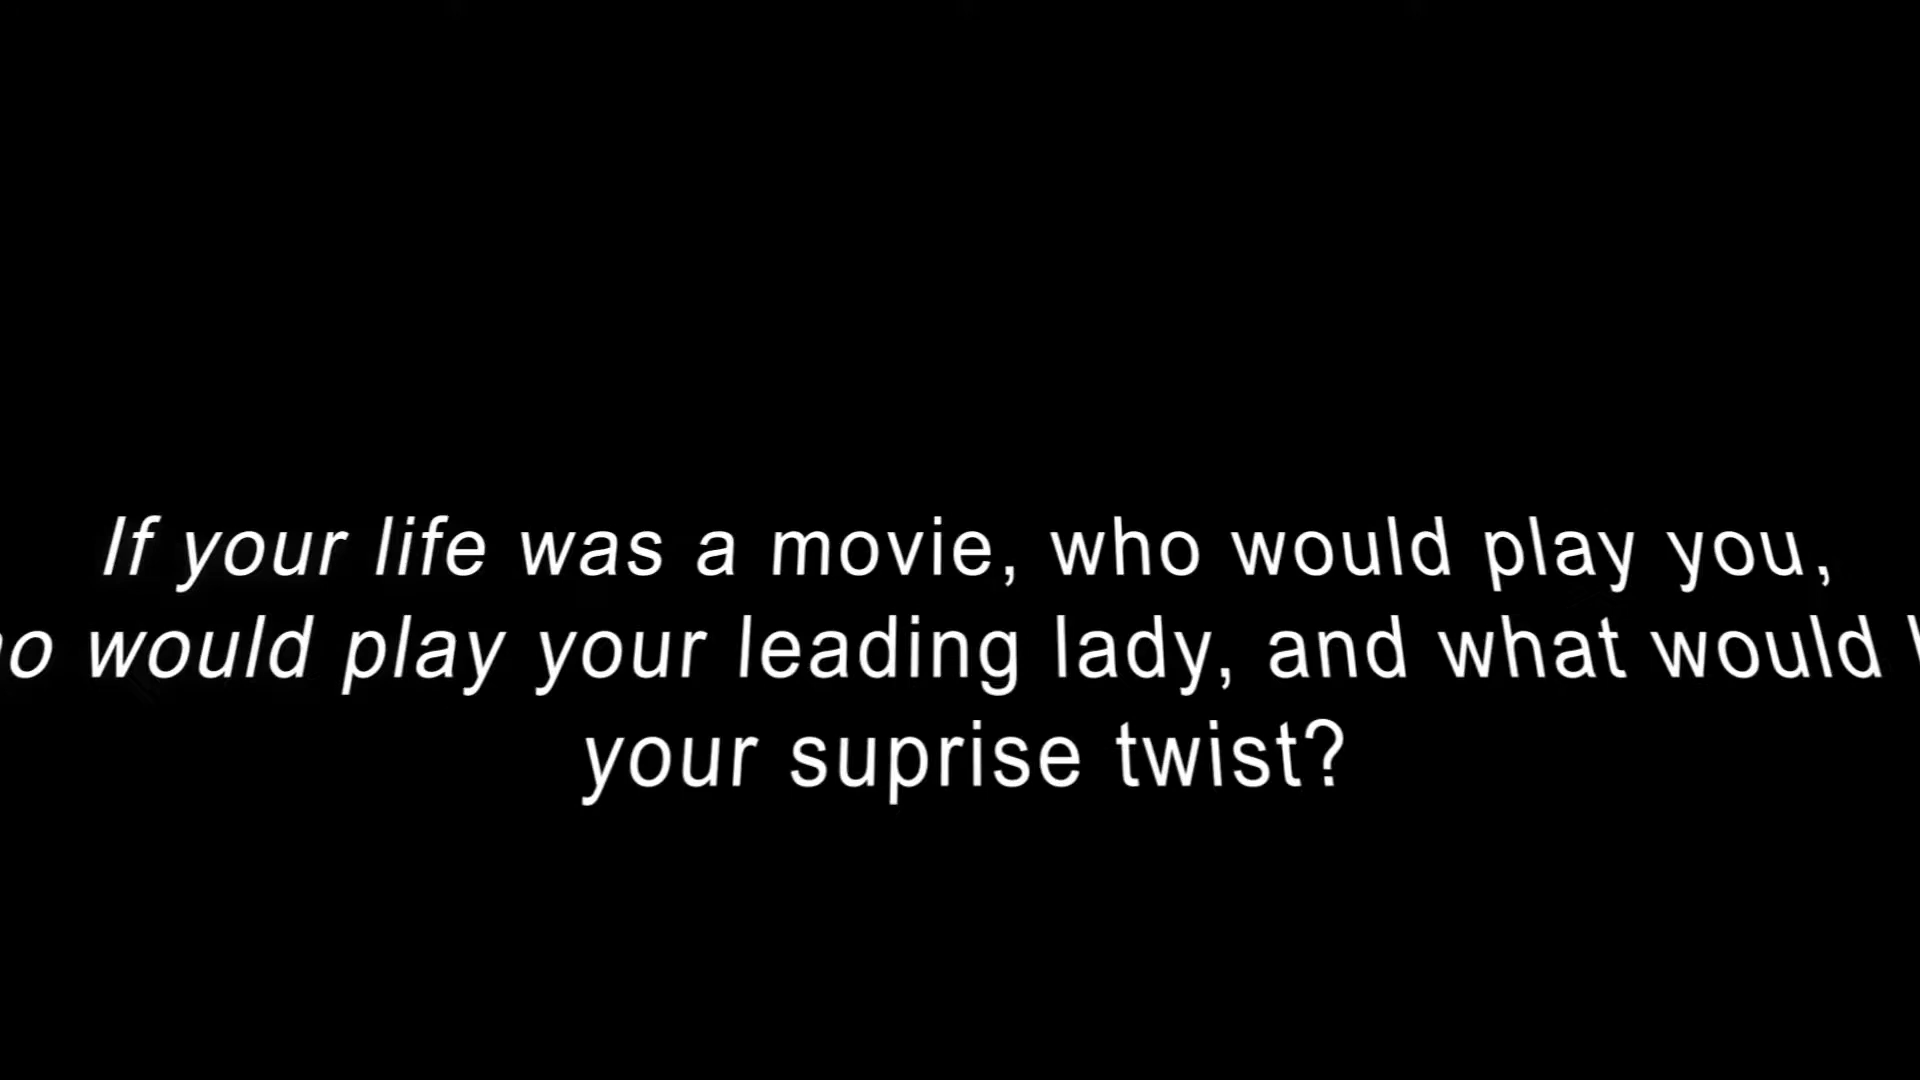 If your life was a movie, who would play you,
would play your leading lady, and what would
your suprise twist?